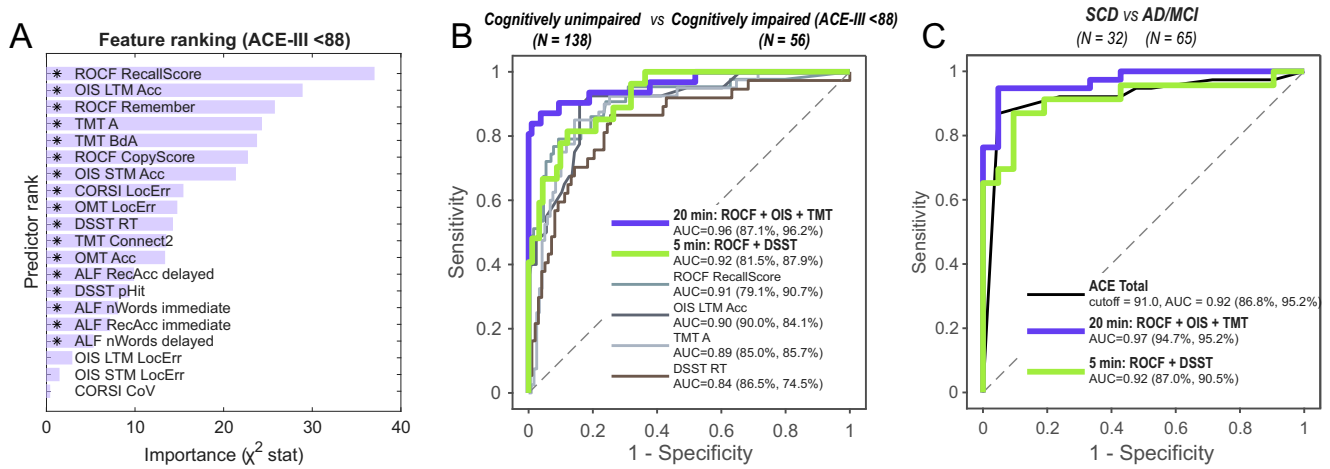 A
Feature ranking (ACE-III <88)
Predictor rank
* ROCF RecallScore
* OIS LTM Acc
* ROCF Remember
* TMT A
* TMT BdA
* ROCF CopyScore
* OIS STM Acc
* CORSI LocErr
* OMT LocErr
* DSST RT
* TMT Connect2
* OMT Acc
* ALF RecAcc delayed
* DSST pHit
* ALF nWords immediate
* ALF RecAcc immediate
* ALF nWords delayed
OIS LTM LocErr
OIS STM LocErr
CORSI CoV
0 10 20 30 40
Importance (χ² stat)
B
Cognitively unimpaired vs Cognitively impaired (ACE-III <88)
(N = 138) (N = 56)
Sensitivity
1
0.8
0.6
0.4
0.2
0
20 min: ROCF + OIS + TMT
AUC=0.96 (87.1%, 96.2%)
5 min: ROCF + DSST
AUC=0.92 (81.5%, 87.9%)
ROCF RecallScore
AUC=0.91 (79.1%, 90.7%)
OIS LTM Acc
AUC=0.90 (90.0%, 84.1%)
TMT A
AUC=0.89 (85.0%, 85.7%)
DSST RT
AUC=0.84 (86.5%, 74.5%)
0 0.2 0.4 0.6 0.8 1
1 - Specificity
C
SCD vs AD/MCI
(N = 32) (N = 65)
Sensitivity
1
0.8
0.6
0.4
0.2
0
ACE Total
cutoff = 91.0, AUC = 0.92 (86.8%, 95.2%)
20 min: ROCF + OIS + TMT
AUC=0.97 (94.7%, 95.2%)
5 min: ROCF + DSST
AUC=0.92 (87.0%, 90.5%)
0 0.2 0.4 0.6 0.8 1
1 - Specificity